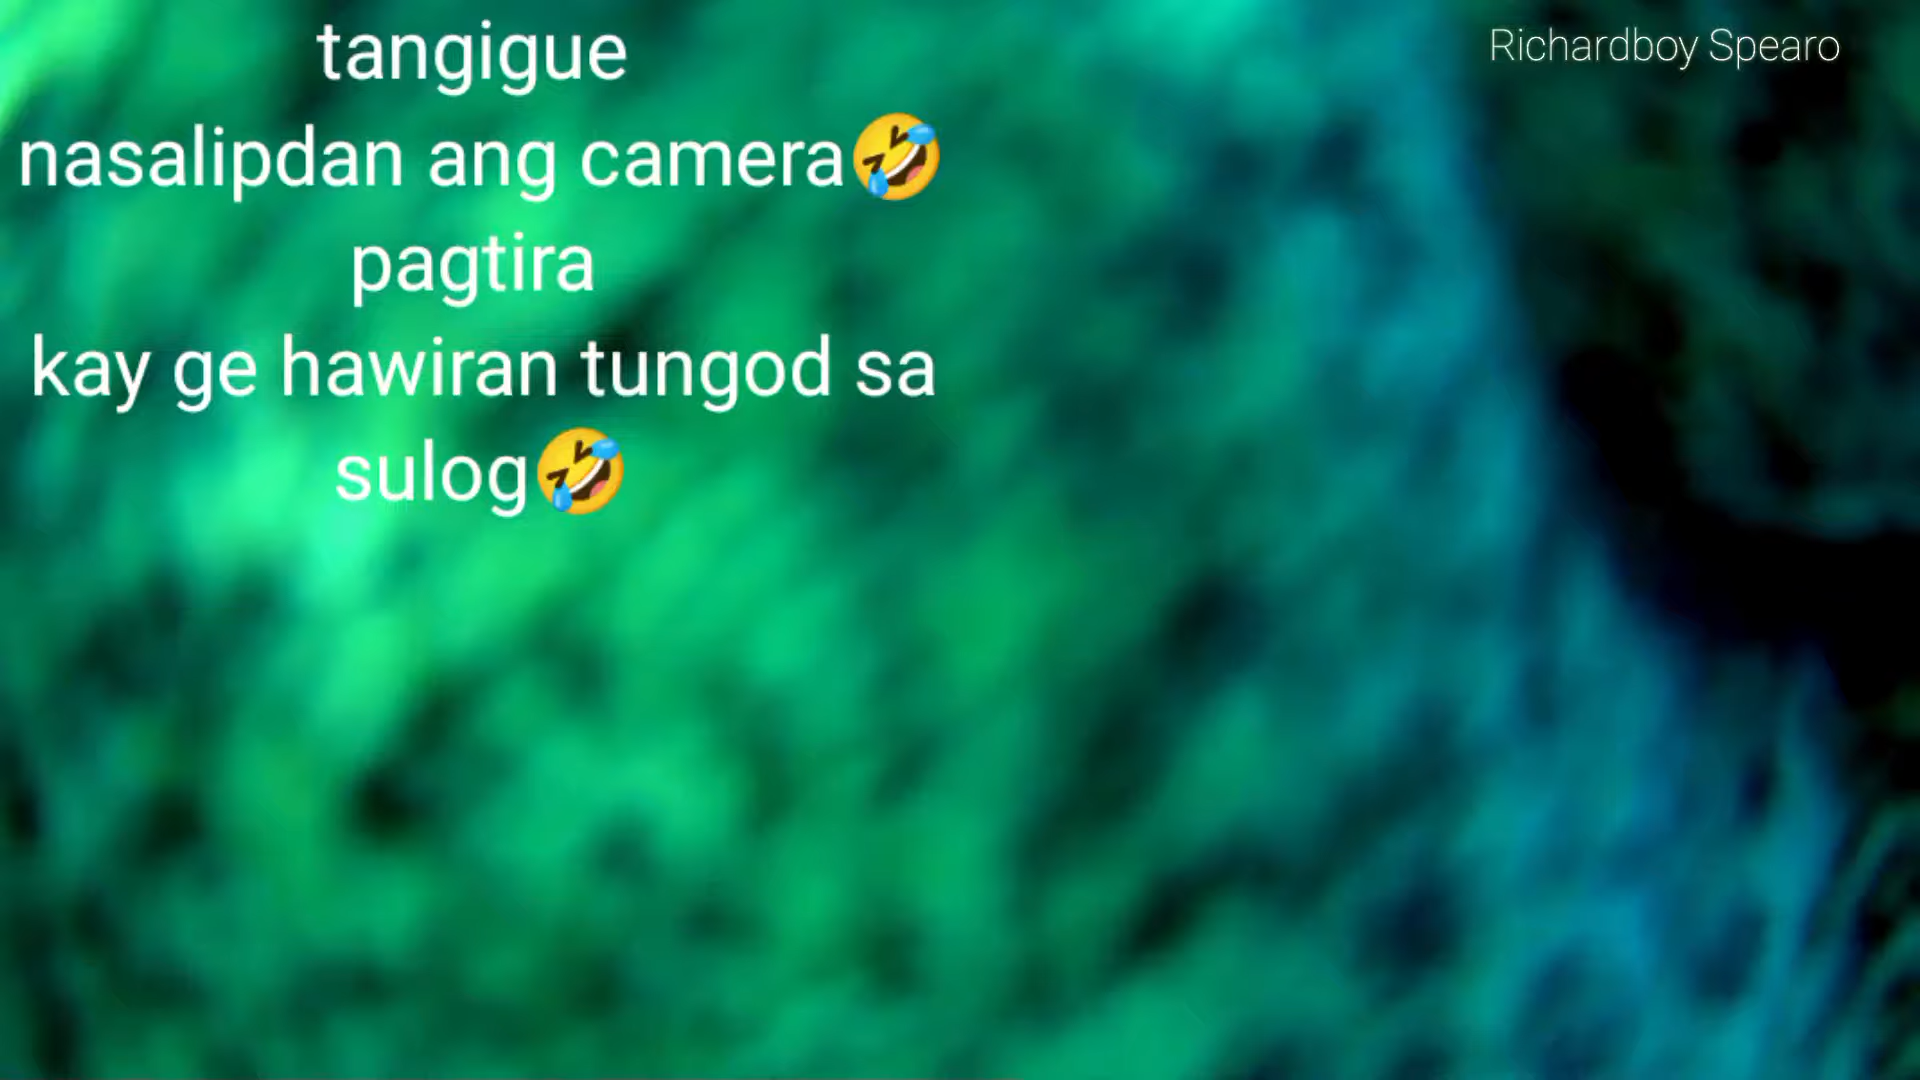 tangigue
nasalipdan ang camera🤣
pagtira
kay ge hawiran tungod sa
sulog🤣
Richardboy Spearo